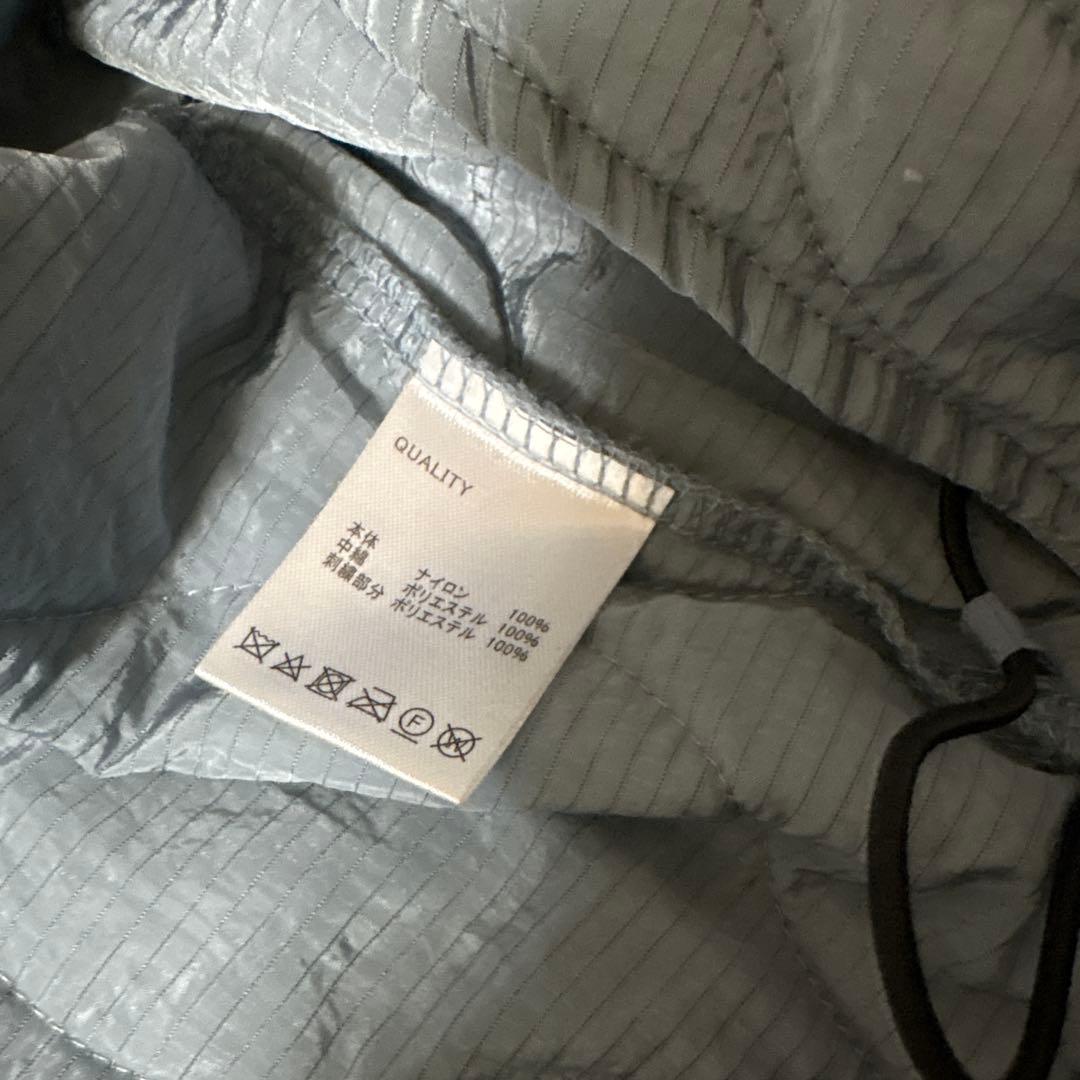 QUALITY
本体 ナイロン 100%
中綿 ポリエステル 100%
刺繍部分 ポリエステル 100%
F
W